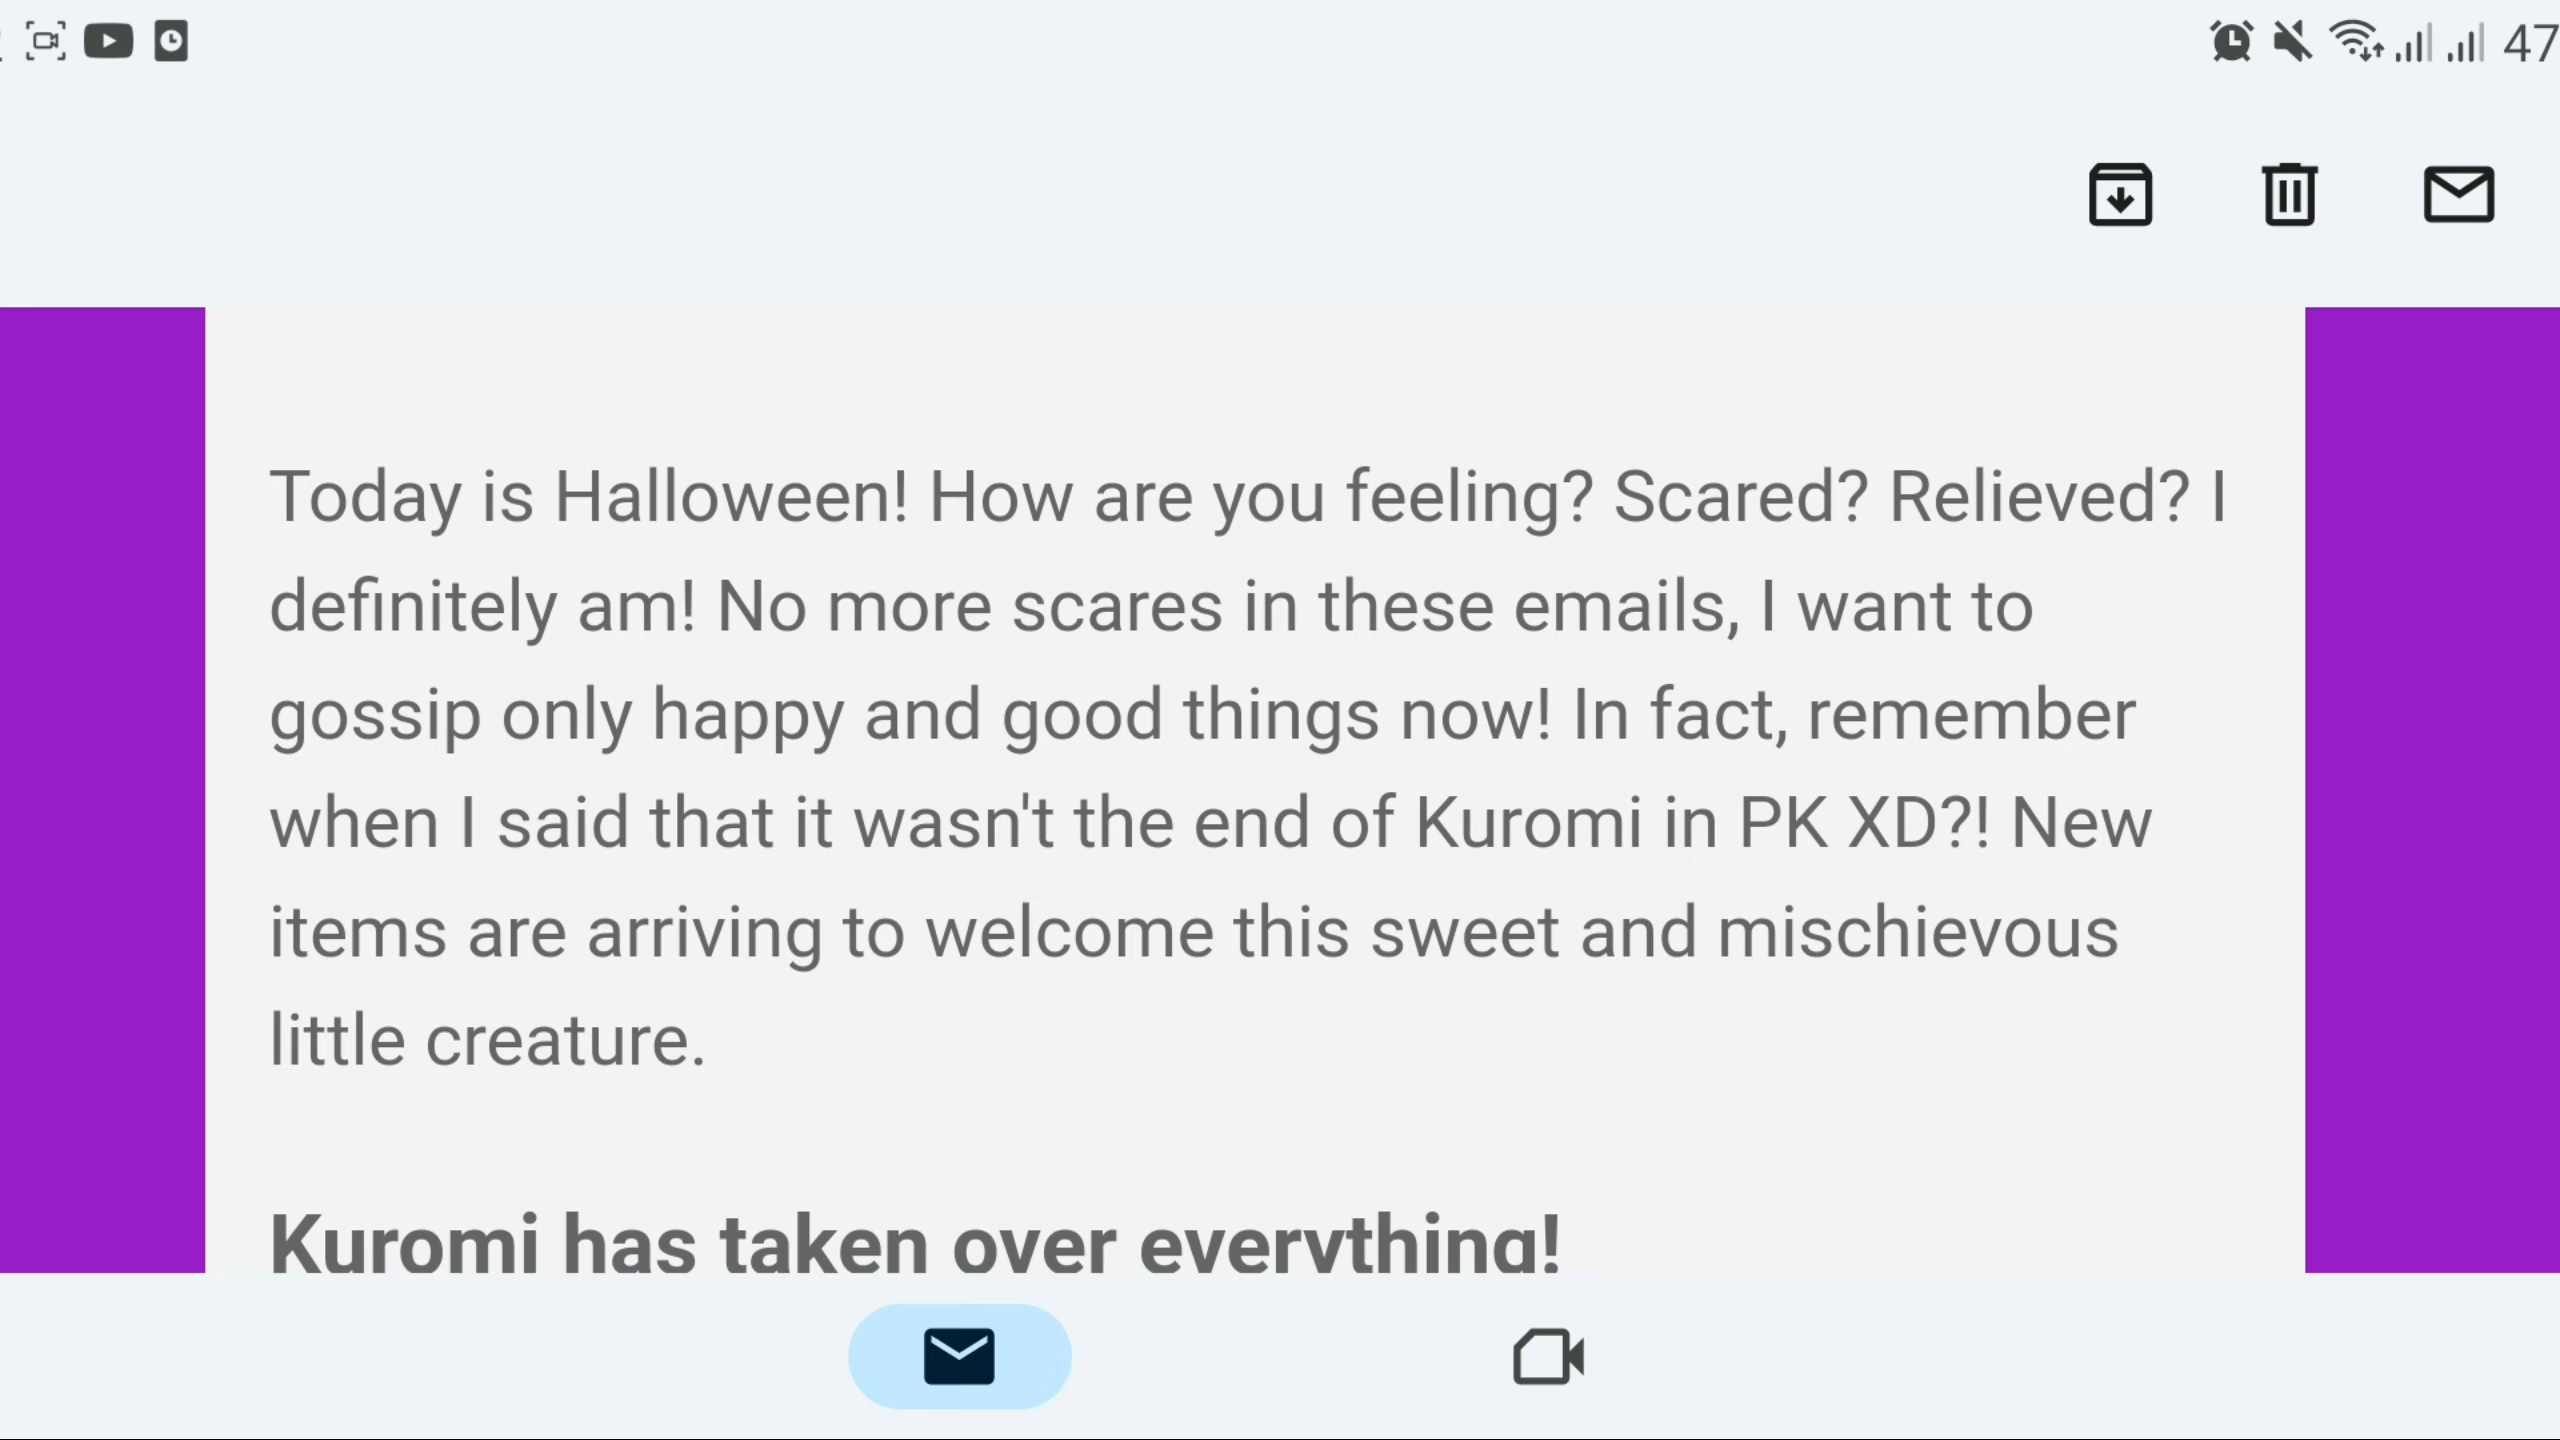 47
Today is Halloween! How are you feeling? Scared? Relieved? I
definitely am! No more scares in these emails, I want to
gossip only happy and good things now! In fact, remember
when I said that it wasn't the end of Kuromi in PK XD?! New
items are arriving to welcome this sweet and mischievous
little creature.
Kuromi has taken over everything!